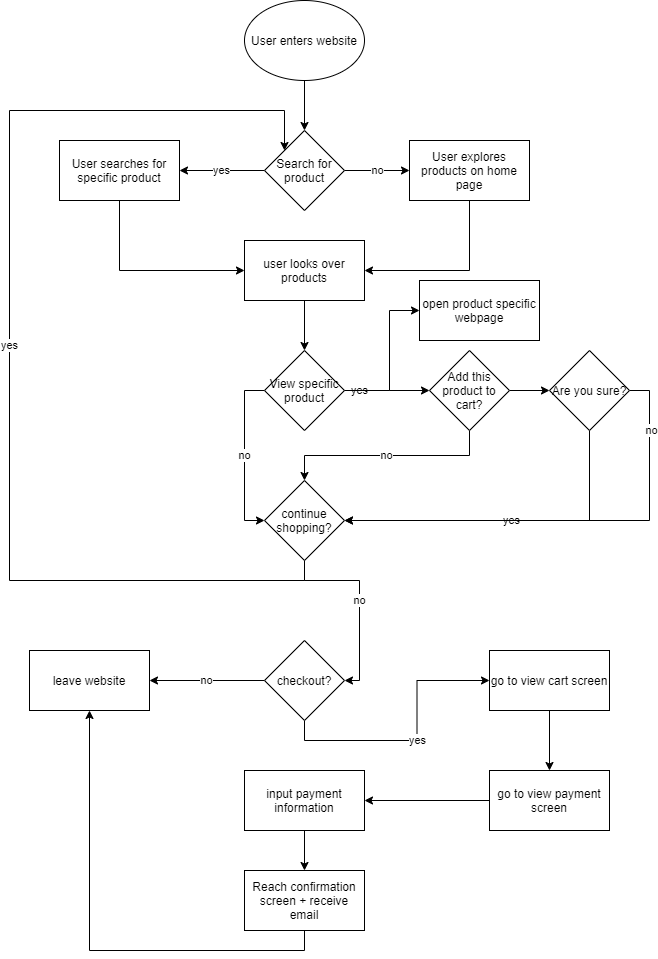 User enters website
User searches for
specific product
yes
Search for
product
no
User explores
products on home
page
user looks over
products
open product specific
webpage
yes
View specific
product
yes
Add this
product to
cart?
Are you sure?
no
no
no
continue
shopping?
yes
no
leave website
no
checkout?
go to view cart screen
yes
input payment
information
go to view payment
screen
Reach confirmation
screen + receive
email